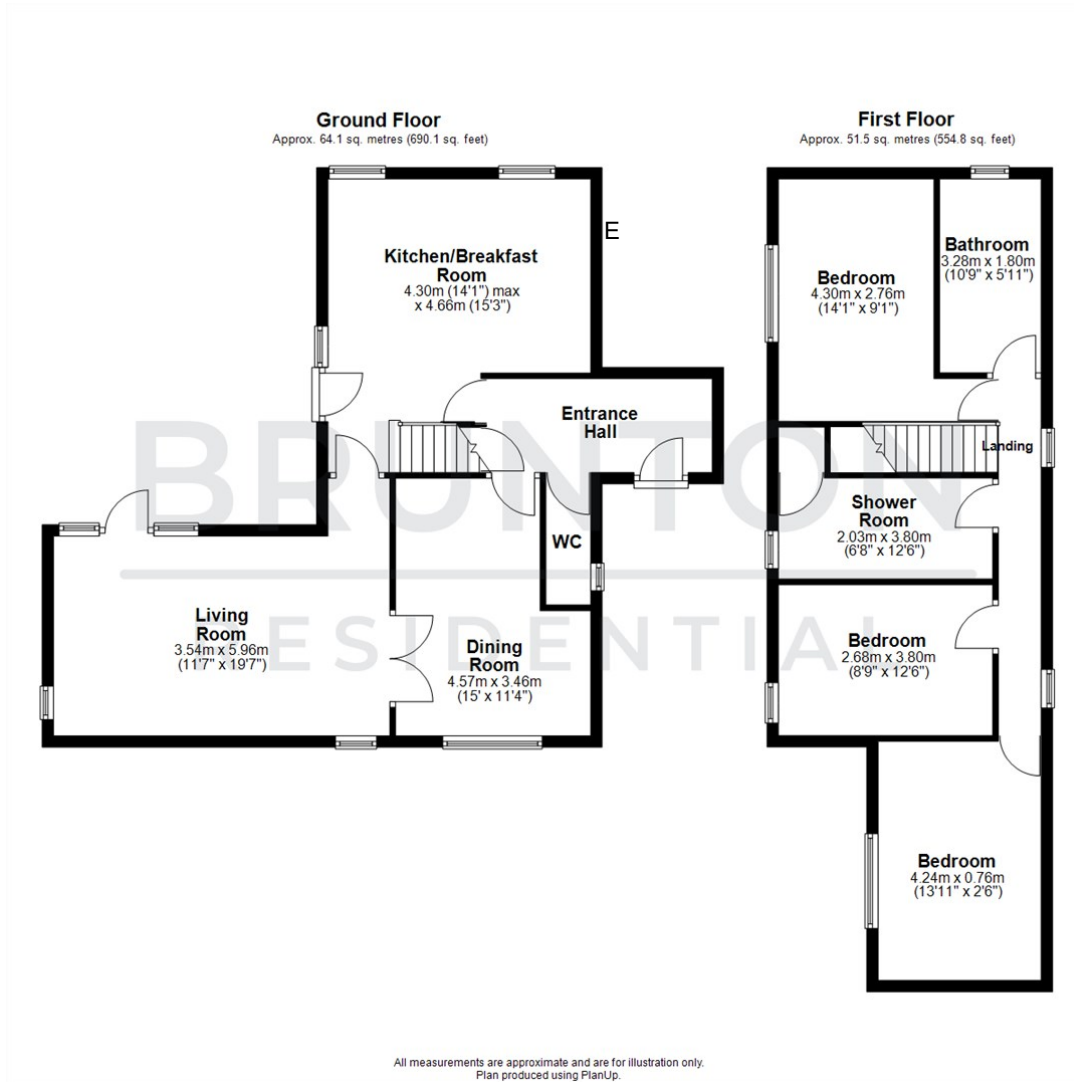 Ground Floor
Approx. 64.1 sq. metres (690.1 sq. feet)
Kitchen/Breakfast
Room
4.30m (14'1") max
x 4.66m (15'3")
E
Entrance
Hall
WC
Living
Room
3.54m x 5.96m
(11'7" x 19'7")
Dining
Room
4.57m x 3.46m
(15' x 11'4")
First Floor
Approx. 51.5 sq. metres (554.8 sq. feet)
Bedroom
4.30m x 2.76m
(14'1" x 9'1")
Bathroom
3.28m x 1.80m
(10'9" x 5'11")
Landing
Shower
Room
2.03m x 3.80m
(6'8" x 12'6")
Bedroom
2.68m x 3.80m
(8'9" x 12'6")
Bedroom
4.24m x 0.76m
(13'11" x 2'6")
BRUNTON
RESIDENTIAL
All measurements are approximate and are for illustration only.
Plan produced using PlanUp.